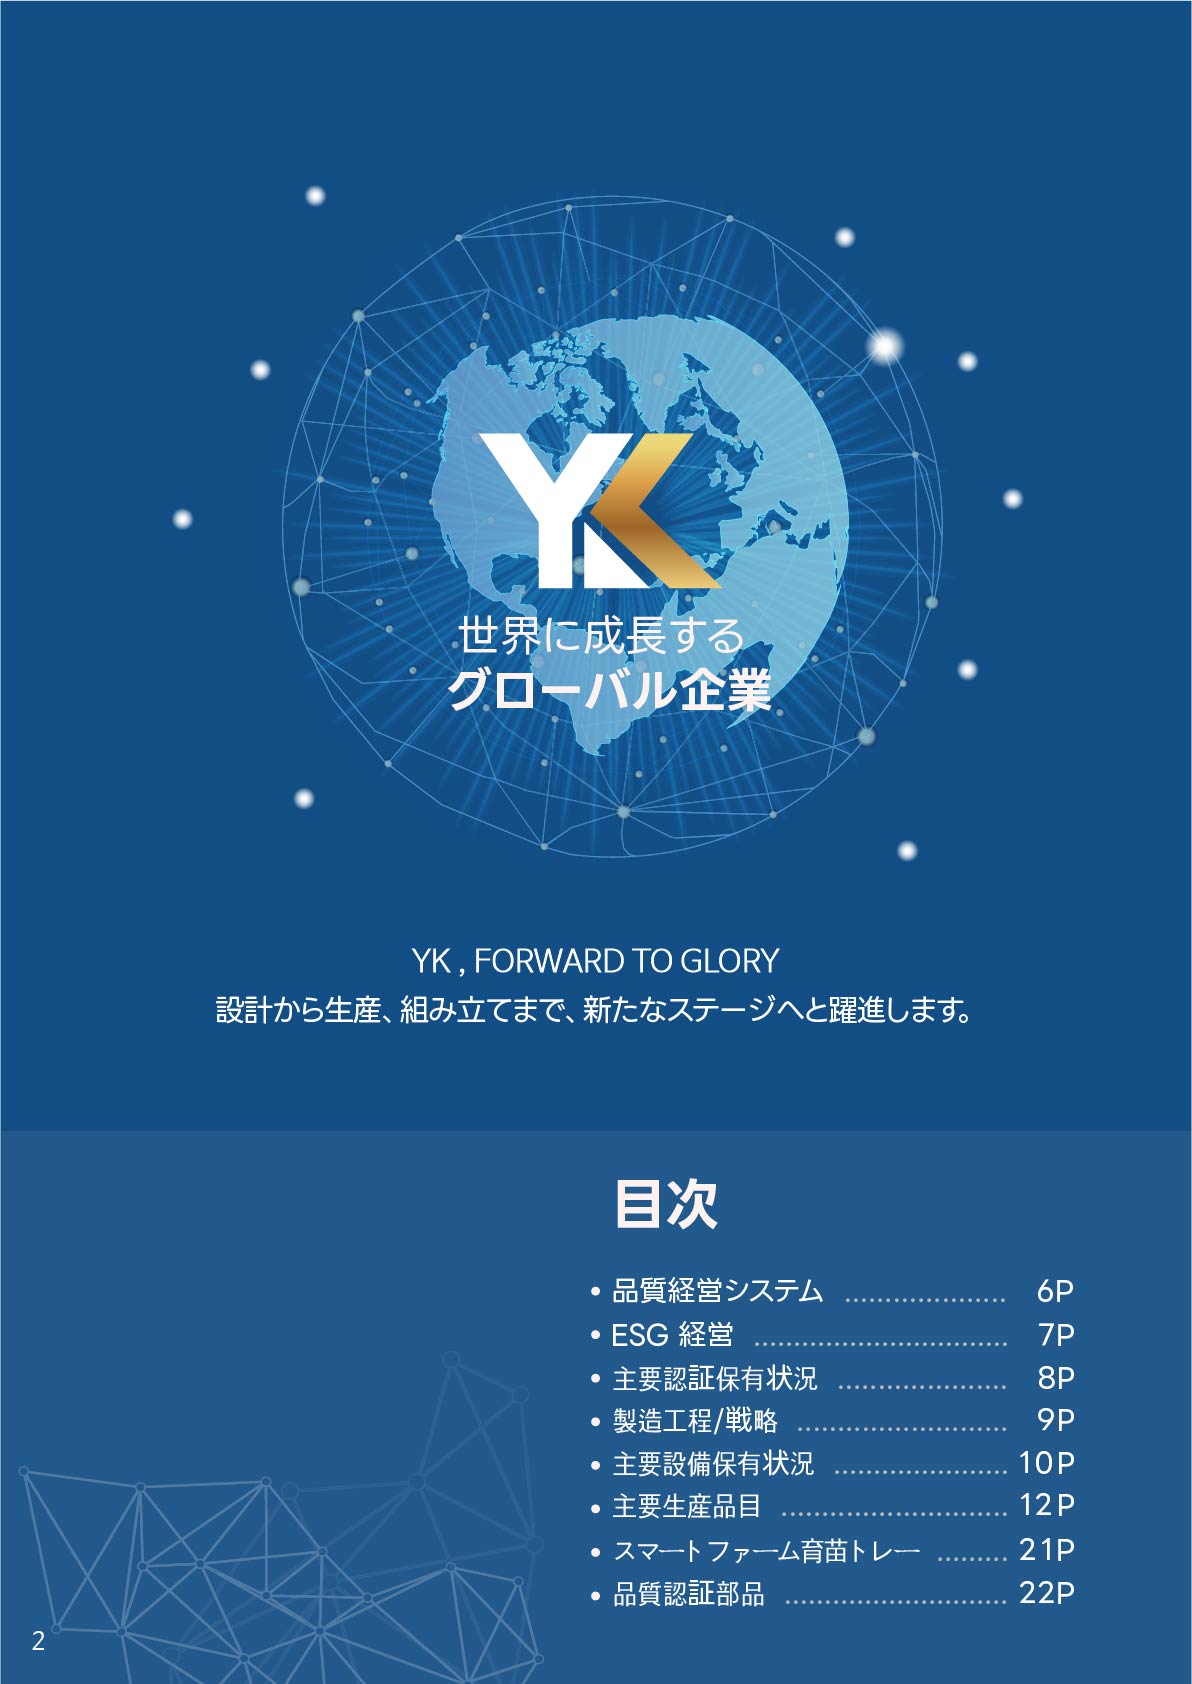 YK
世界に成長する
グローバル企業
YK , FORWARD TO GLORY
設計から生産、組み立てまで、新たなステージへと躍進します。
目次
• 品質経営システム .................... 6P
• ESG 経営 ................................ 7P
• 主要認証保有状況 ..................... 8P
• 製造工程/戦略 .......................... 9P
• 主要設備保有状況 ...................... 10P
• 主要生産品目 ............................. 12P
• スマートファーム育苗トレー ......... 21P
• 品質認証部品 ............................ 22P
2